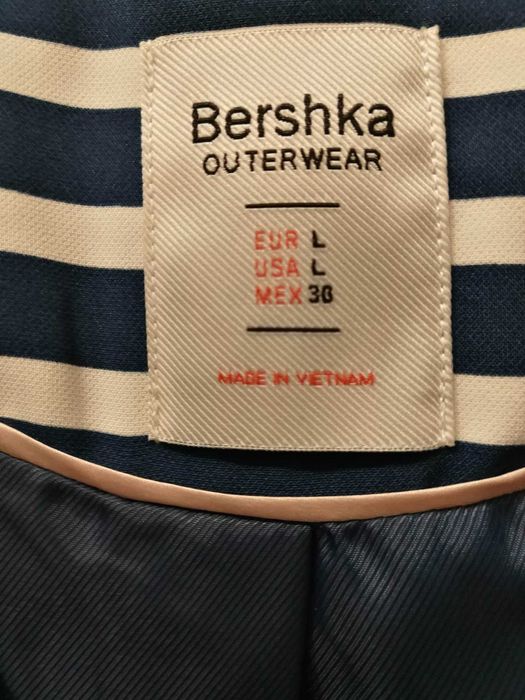 Bershka
OUTERWEAR
EUR L
USA L
MEX 30
MADE IN VIETNAM